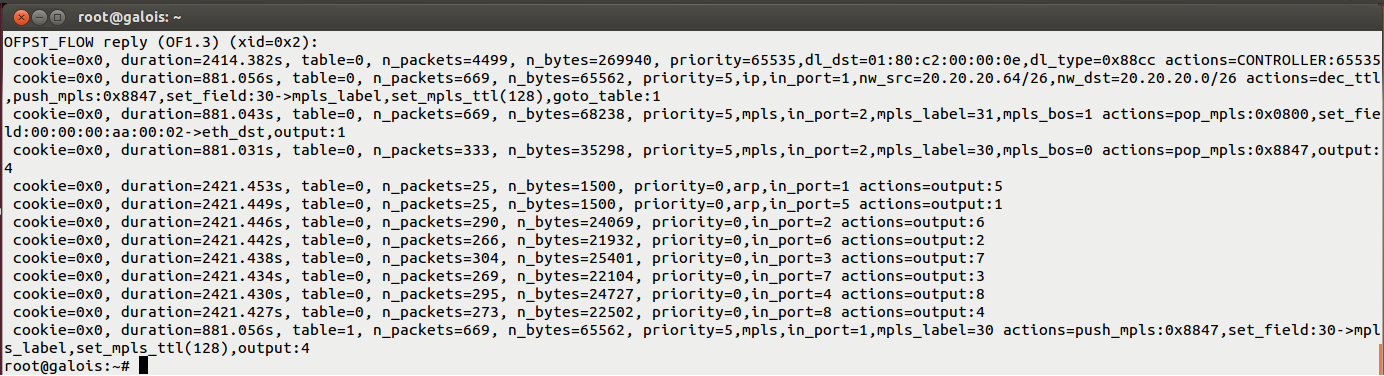 root@galois: ~
OFPST_FLOW reply (OF1.3) (xid=0x2):
 cookie=0x0, duration=2414.382s, table=0, n_packets=4499, n_bytes=269940, priority=65535,dl_dst=01:80:c2:00:00:0e,dl_type=0x88cc actions=CONTROLLER:65535
 cookie=0x0, duration=881.056s, table=0, n_packets=669, n_bytes=65562, priority=5,ip,in_port=1,nw_src=20.20.20.64/26,nw_dst=20.20.20.0/26 actions=dec_ttl
,push_mpls:0x8847,set_field:30->mpls_label,set_mpls_ttl(128),goto_table:1
 cookie=0x0, duration=881.043s, table=0, n_packets=669, n_bytes=68238, priority=5,mpls,in_port=2,mpls_label=31,mpls_bos=1 actions=pop_mpls:0x0800,set_fie
ld:00:00:00:aa:00:02->eth_dst,output:1
 cookie=0x0, duration=881.031s, table=0, n_packets=333, n_bytes=35298, priority=5,mpls,in_port=2,mpls_label=30,mpls_bos=0 actions=pop_mpls:0x8847,output:
4
 cookie=0x0, duration=2421.453s, table=0, n_packets=25, n_bytes=1500, priority=0,arp,in_port=1 actions=output:5
 cookie=0x0, duration=2421.449s, table=0, n_packets=25, n_bytes=1500, priority=0,arp,in_port=5 actions=output:1
 cookie=0x0, duration=2421.446s, table=0, n_packets=290, n_bytes=24069, priority=0,in_port=2 actions=output:6
 cookie=0x0, duration=2421.442s, table=0, n_packets=266, n_bytes=21932, priority=0,in_port=6 actions=output:2
 cookie=0x0, duration=2421.438s, table=0, n_packets=304, n_bytes=25401, priority=0,in_port=3 actions=output:7
 cookie=0x0, duration=2421.434s, table=0, n_packets=269, n_bytes=22104, priority=0,in_port=7 actions=output:3
 cookie=0x0, duration=2421.430s, table=0, n_packets=295, n_bytes=24727, priority=0,in_port=4 actions=output:8
 cookie=0x0, duration=2421.427s, table=0, n_packets=273, n_bytes=22502, priority=0,in_port=8 actions=output:4
 cookie=0x0, duration=881.056s, table=1, n_packets=669, n_bytes=65562, priority=5,mpls,in_port=1,mpls_label=30 actions=push_mpls:0x8847,set_field:30->mpl
s_label,set_mpls_ttl(128),output:4
root@galois:~#